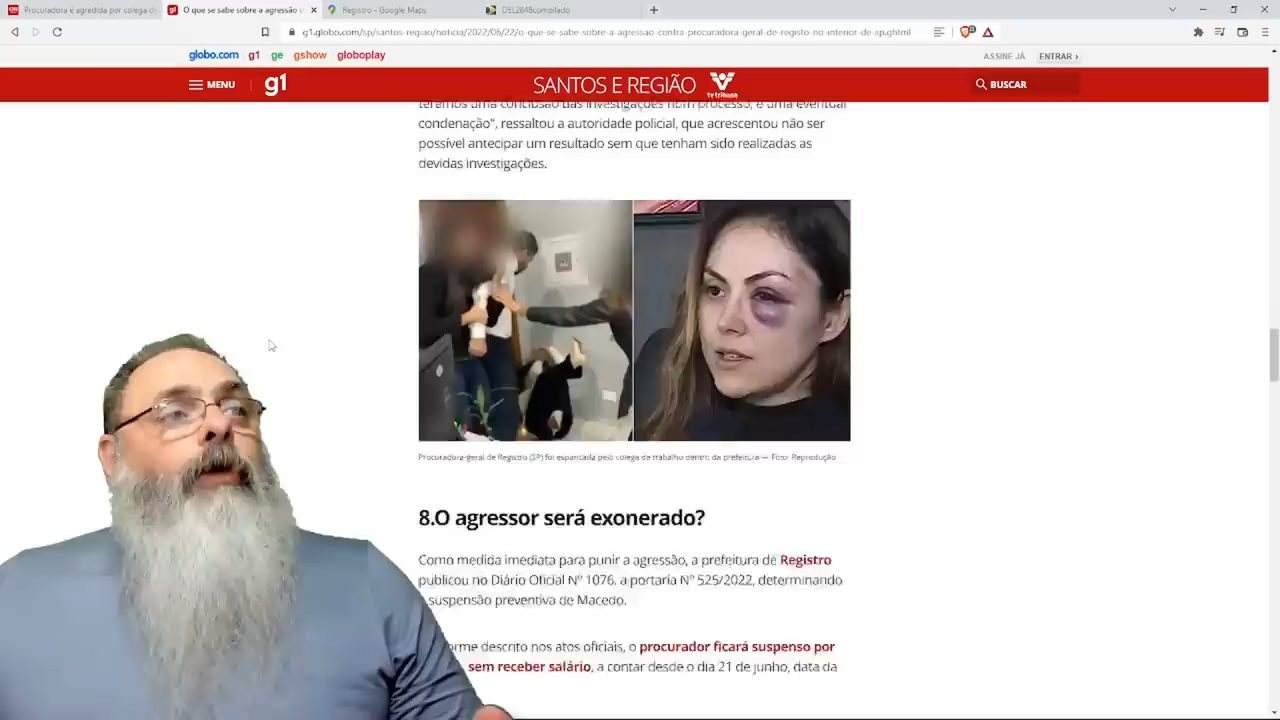 Procuradora é agredida por colega d
O que se sabe sobre a agressão
Registro - Google Maps
DEL2848compilado
g1.globo.com/sp/santos-regiao/noticia/2022/06/22/o-que-se-sabe-sobre-a-agressao-contra-procuradora-geral-de-registo-no-interior-de-sp.ghtml
globo.com g1 ge gshow globoplay
ASSINE JÁ ENTRAR ›
MENU g1 SANTOS E REGIÃO tv tribuna BUSCAR
teramos uma conclusão das investigações num processo, e uma eventual
condenação", ressaltou a autoridade policial, que acrescentou não ser
possível antecipar um resultado sem que tenham sido realizadas as
devidas investigações.
Procuradora-geral de Registro (SP) foi espancada pelo colega de trabalho dentro da prefeitura — Foto: Reprodução
8.O agressor será exonerado?
Como medida imediata para punir a agressão, a prefeitura de Registro
publicou no Diário Oficial Nº 1076, a portaria Nº 525/2022, determinando
suspensão preventiva de Macedo.
orme descrito nos atos oficiais, o procurador ficará suspenso por
sem receber salário, a contar desde o dia 21 de junho, data da